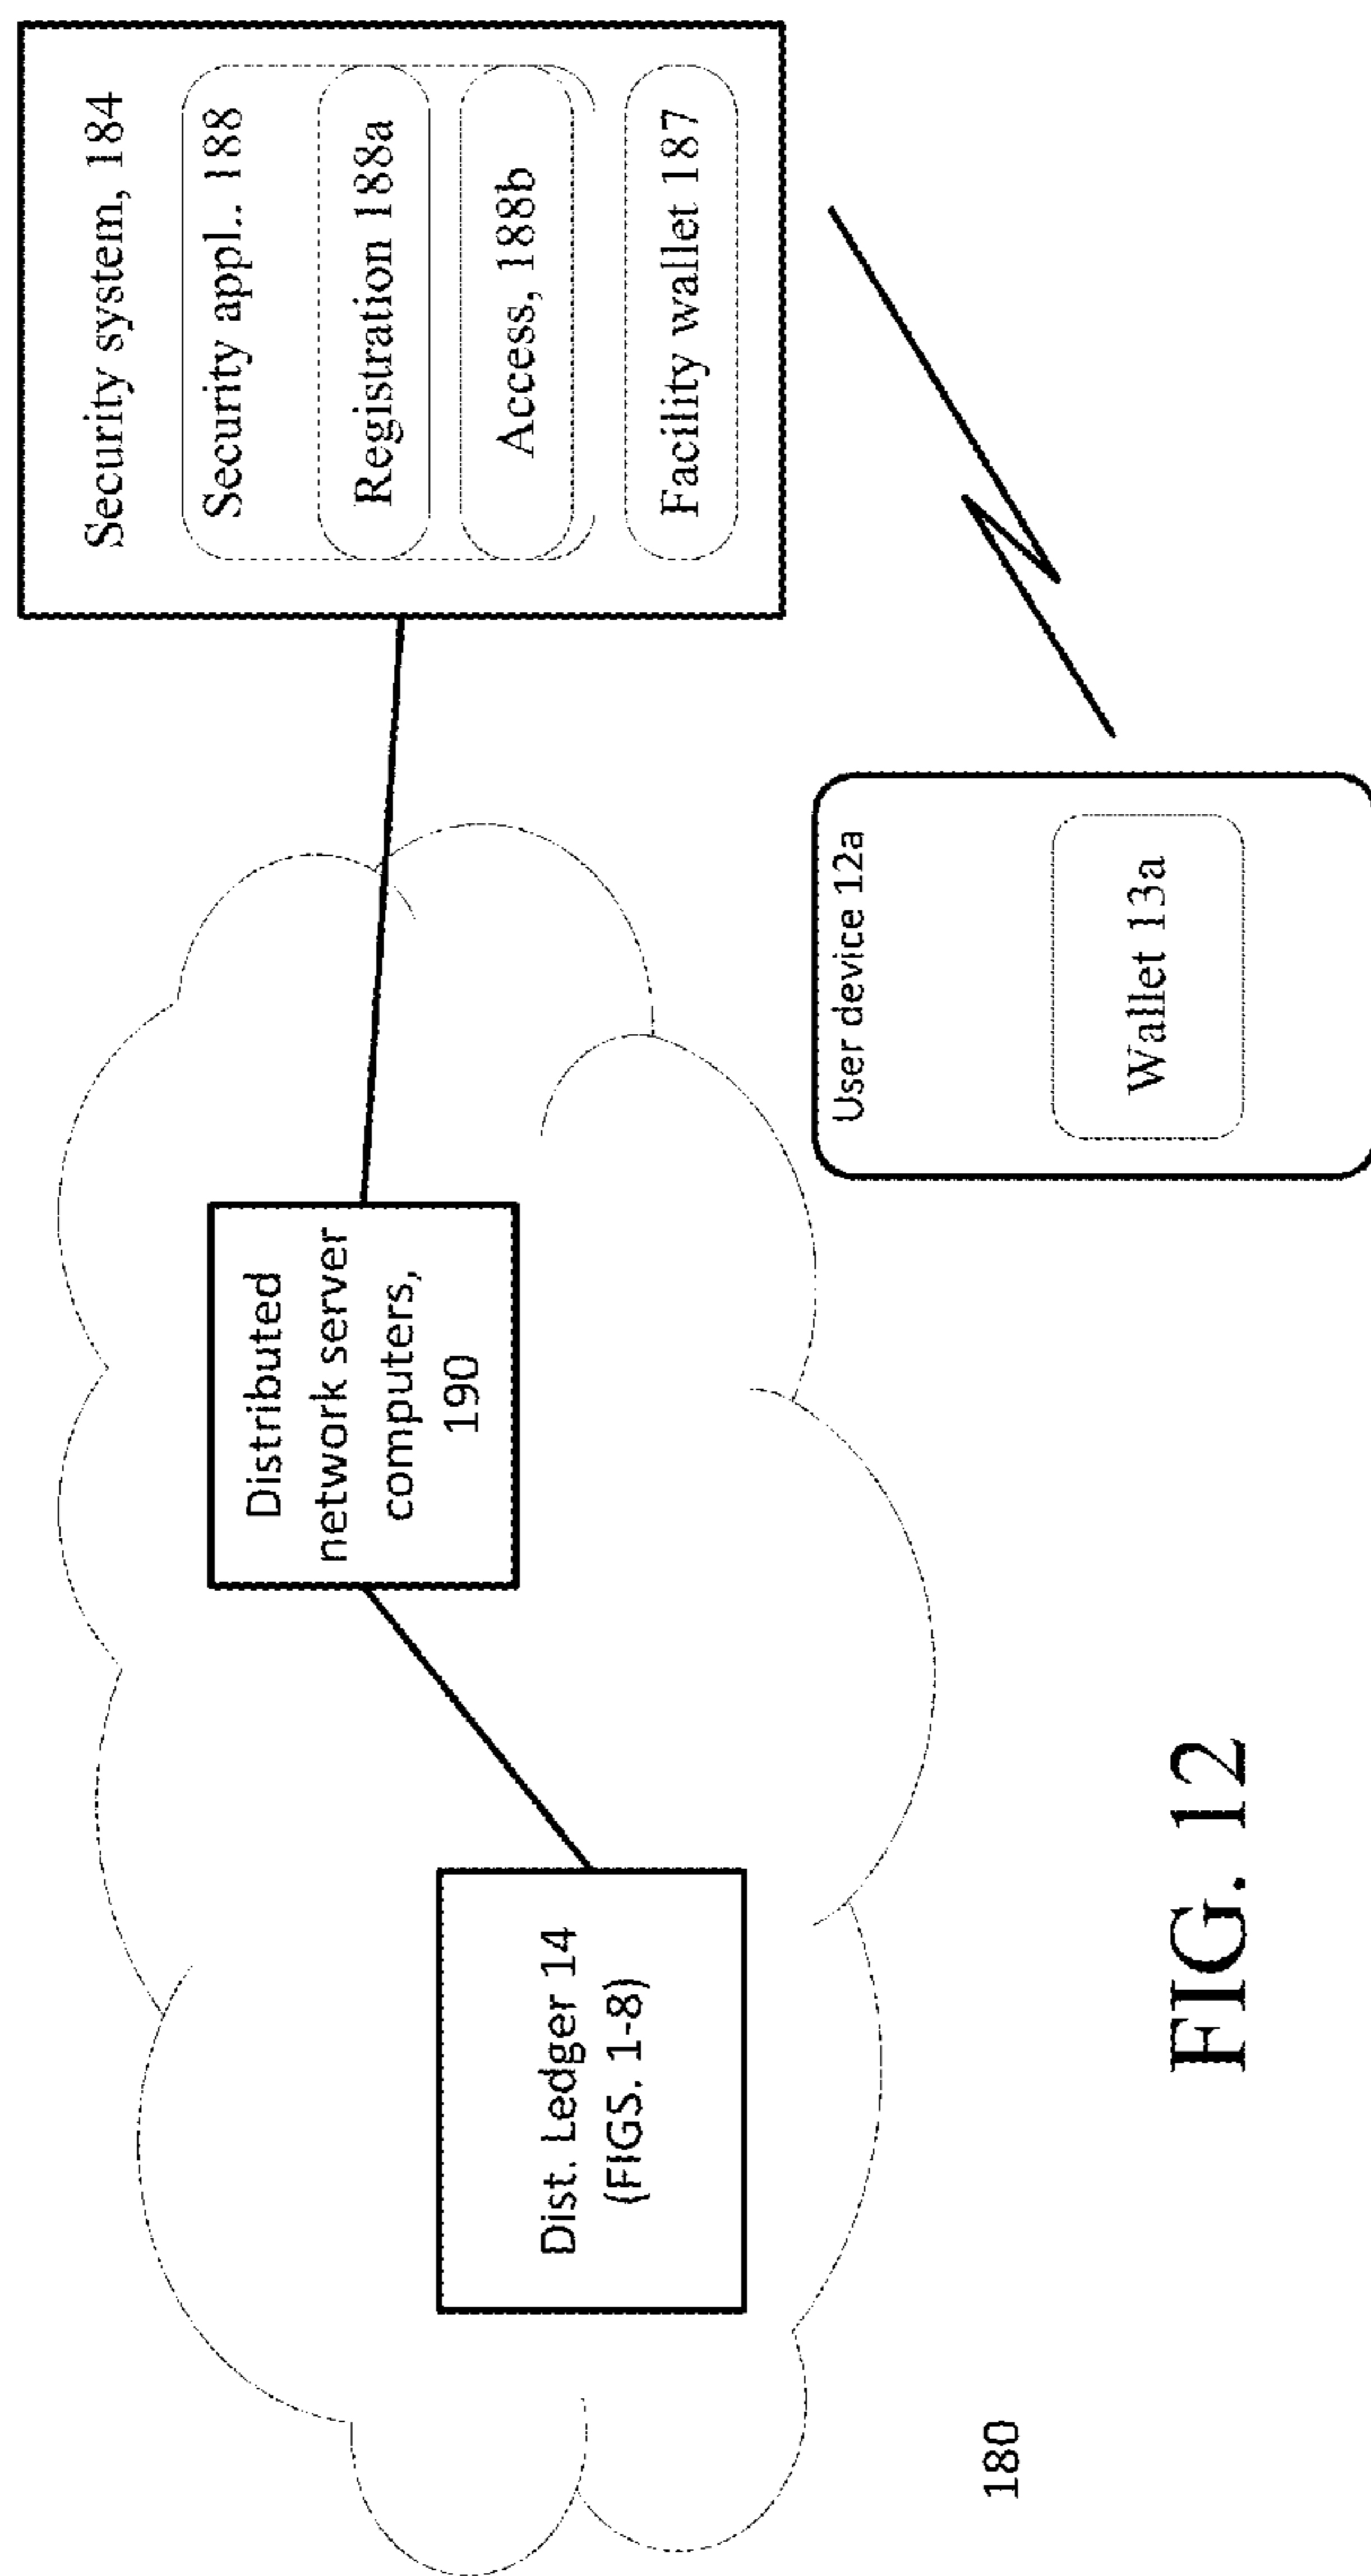 Security system, 184
Security appl.. 188
Registration 188a
Access, 188b
Facility wallet 187
Distributed
network server
computers,
190
Dist. Ledger 14
(FIGS. 1-8)
User device 12a
Wallet 13a
180
FIG. 12